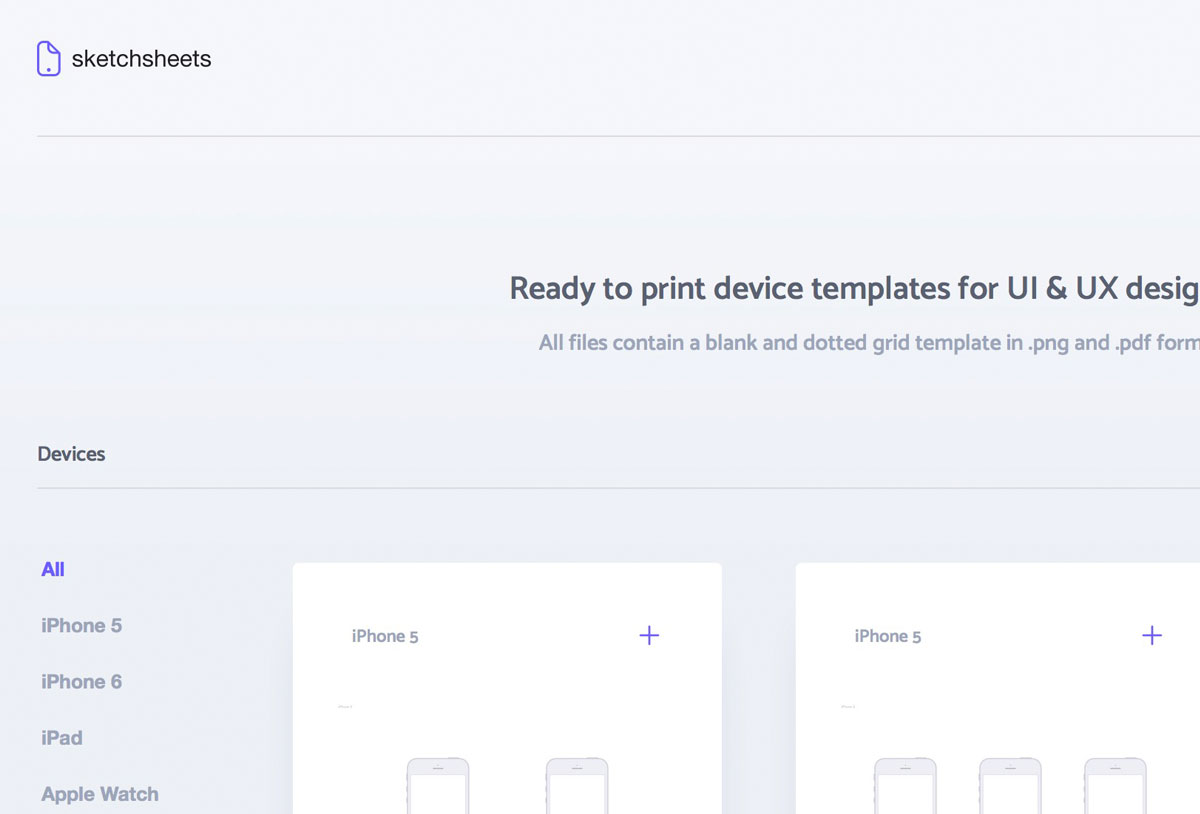 sketchsheets
Ready to print device templates for UI & UX desig
All files contain a blank and dotted grid template in .png and .pdf form
Devices
All
iPhone 5
iPhone 6
iPad
Apple Watch
iPhone 5
iPhone 5